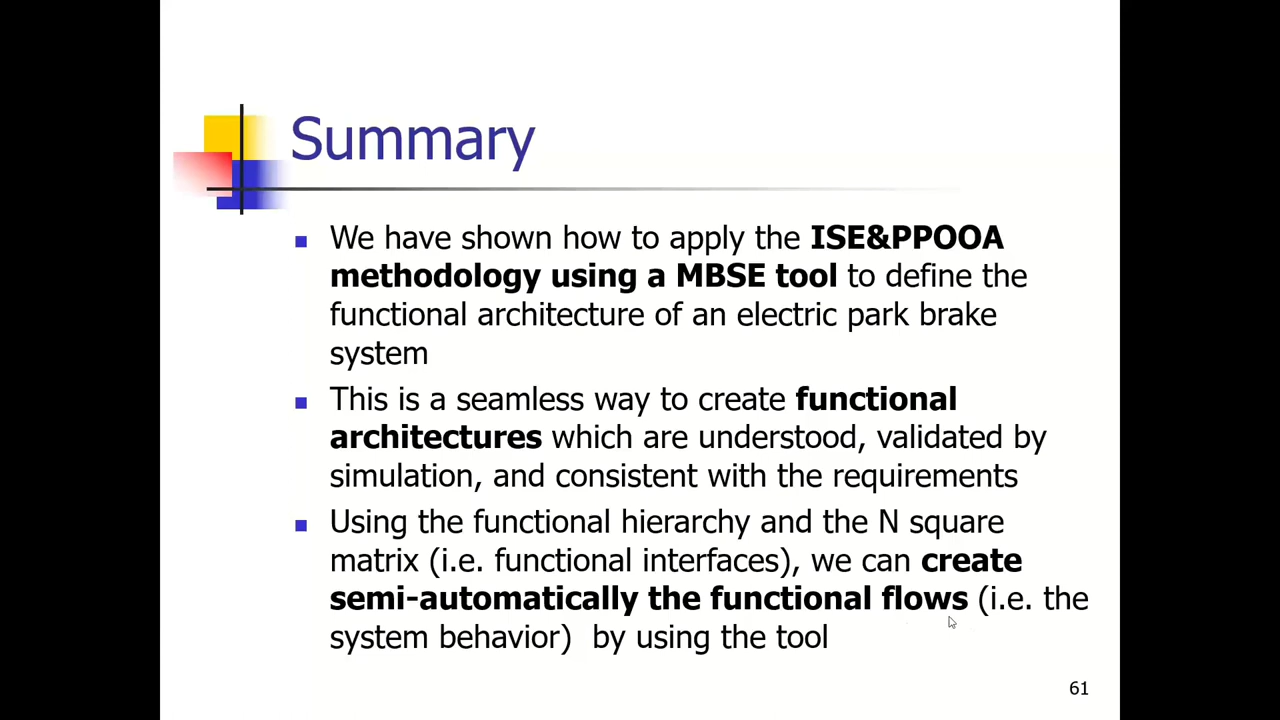 Summary
We have shown how to apply the ISE&PPOOA
methodology using a MBSE tool to define the
functional architecture of an electric park brake
system
This is a seamless way to create functional
architectures which are understood, validated by
simulation, and consistent with the requirements
Using the functional hierarchy and the N square
matrix (i.e. functional interfaces), we can create
semi-automatically the functional flows (i.e. the
system behavior)  by using the tool
61